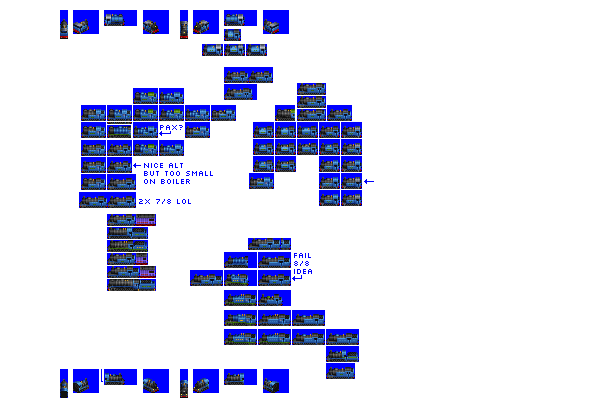 PAX?
NICE ALT
BUT TOO SMALL
ON BOILER
2X 7/8 LOL
FAIL
8/8
IDEA